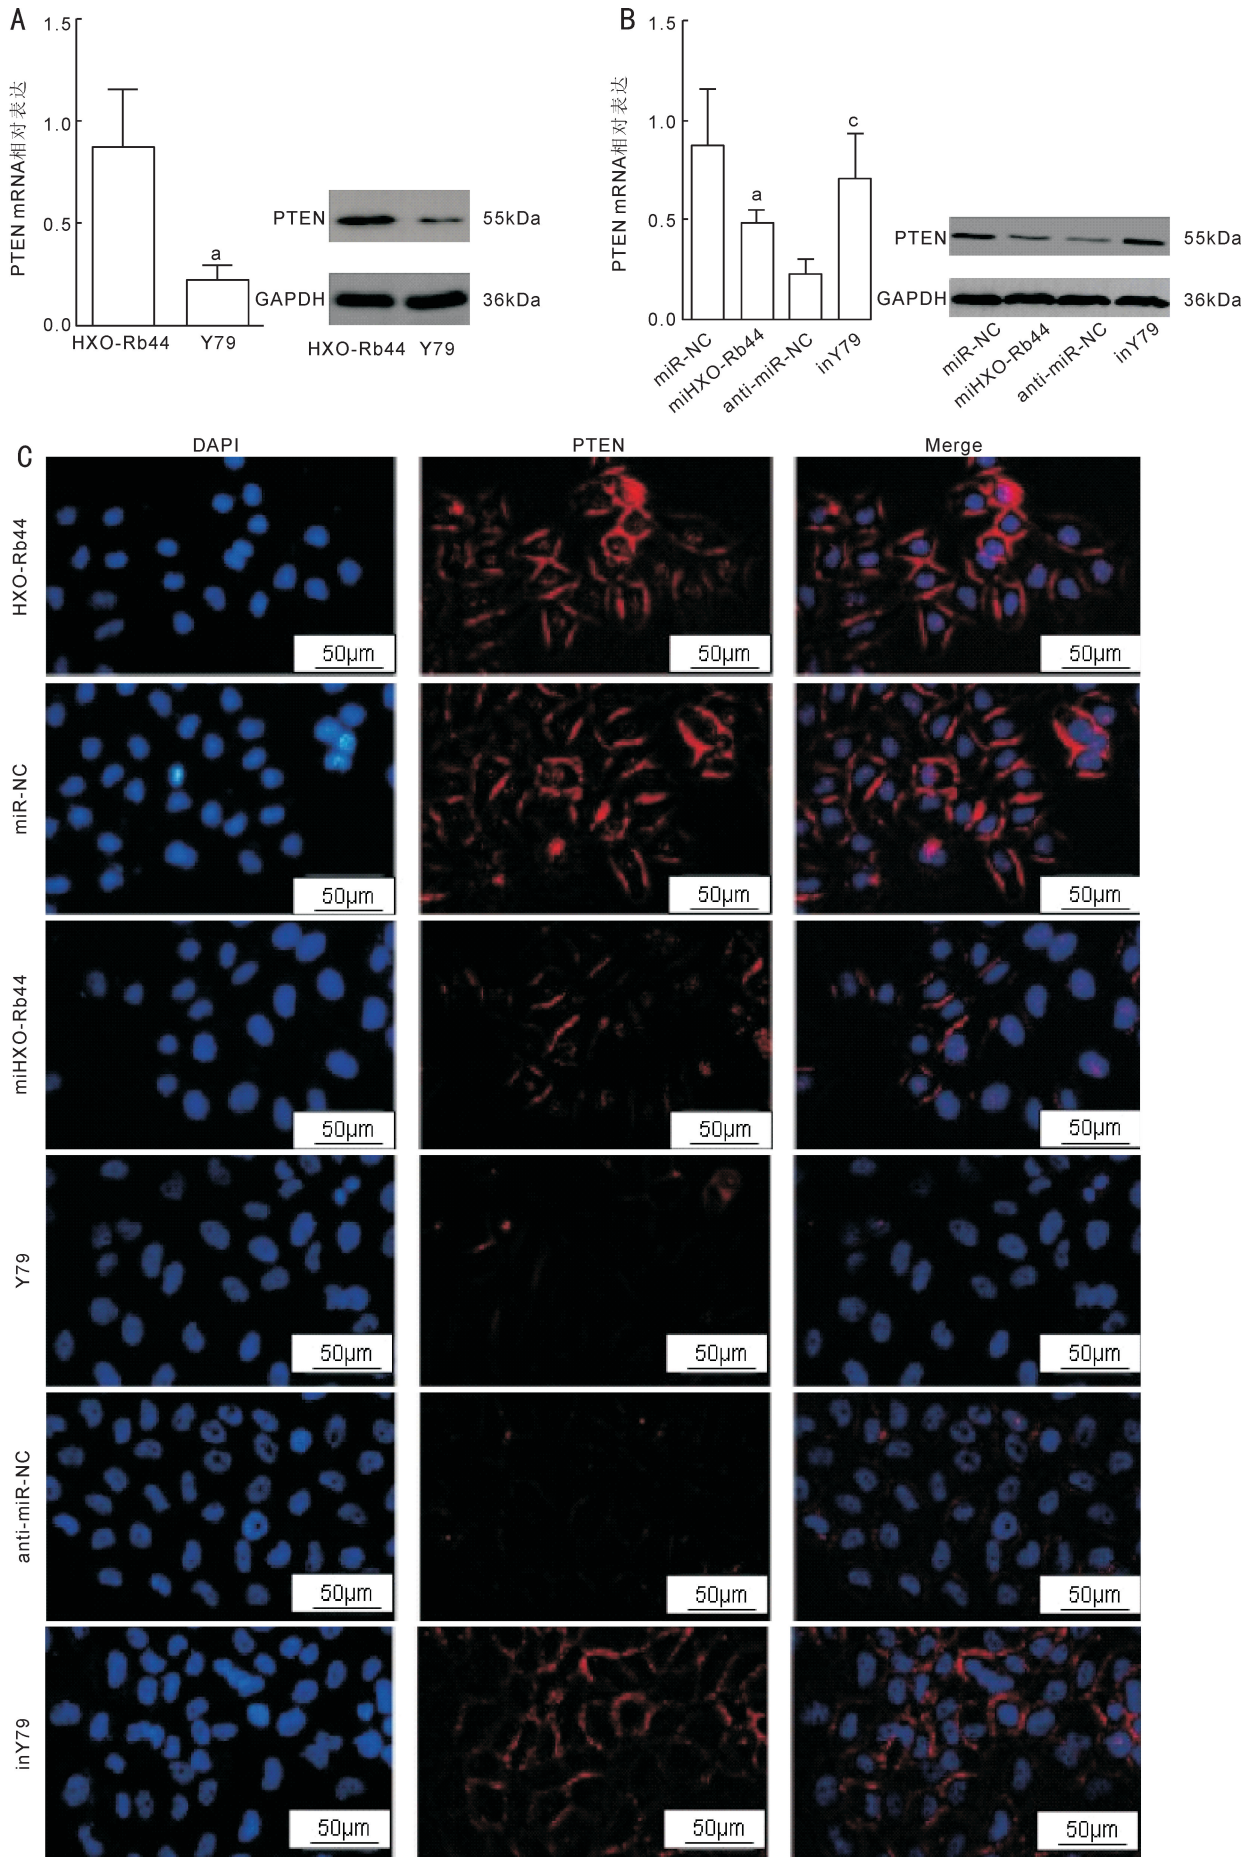 A
PTEN mRNA相对表达
1.5
1.0
0.5
0.0
a
HXO-Rb44 Y79
PTEN 55kDa
GAPDH 36kDa
HXO-Rb44 Y79
B
PTEN mRNA相对表达
1.5
1.0
0.5
0.0
a
c
miR-NC
miHXO-Rb44
anti-miR-NC
inY79
PTEN 55kDa
GAPDH 36kDa
miR-NC
miHXO-Rb44
anti-miR-NC
inY79
C
DAPI PTEN Merge
HXO-Rb44
50μm 50μm 50μm
miR-NC
50μm 50μm 50μm
miHXO-Rb44
50μm 50μm 50μm
Y79
50μm 50μm 50μm
anti-miR-NC
50μm 50μm 50μm
inY79
50μm 50μm 50μm